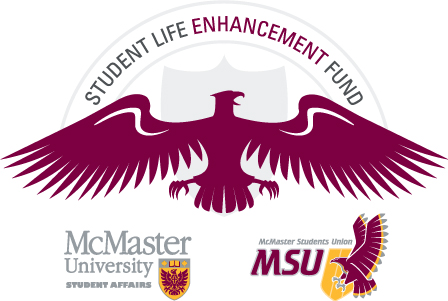 STUDENT LIFE ENHANCEMENT FUND
McMaster
University
STUDENT AFFAIRS
McMaster Students Union
MSU